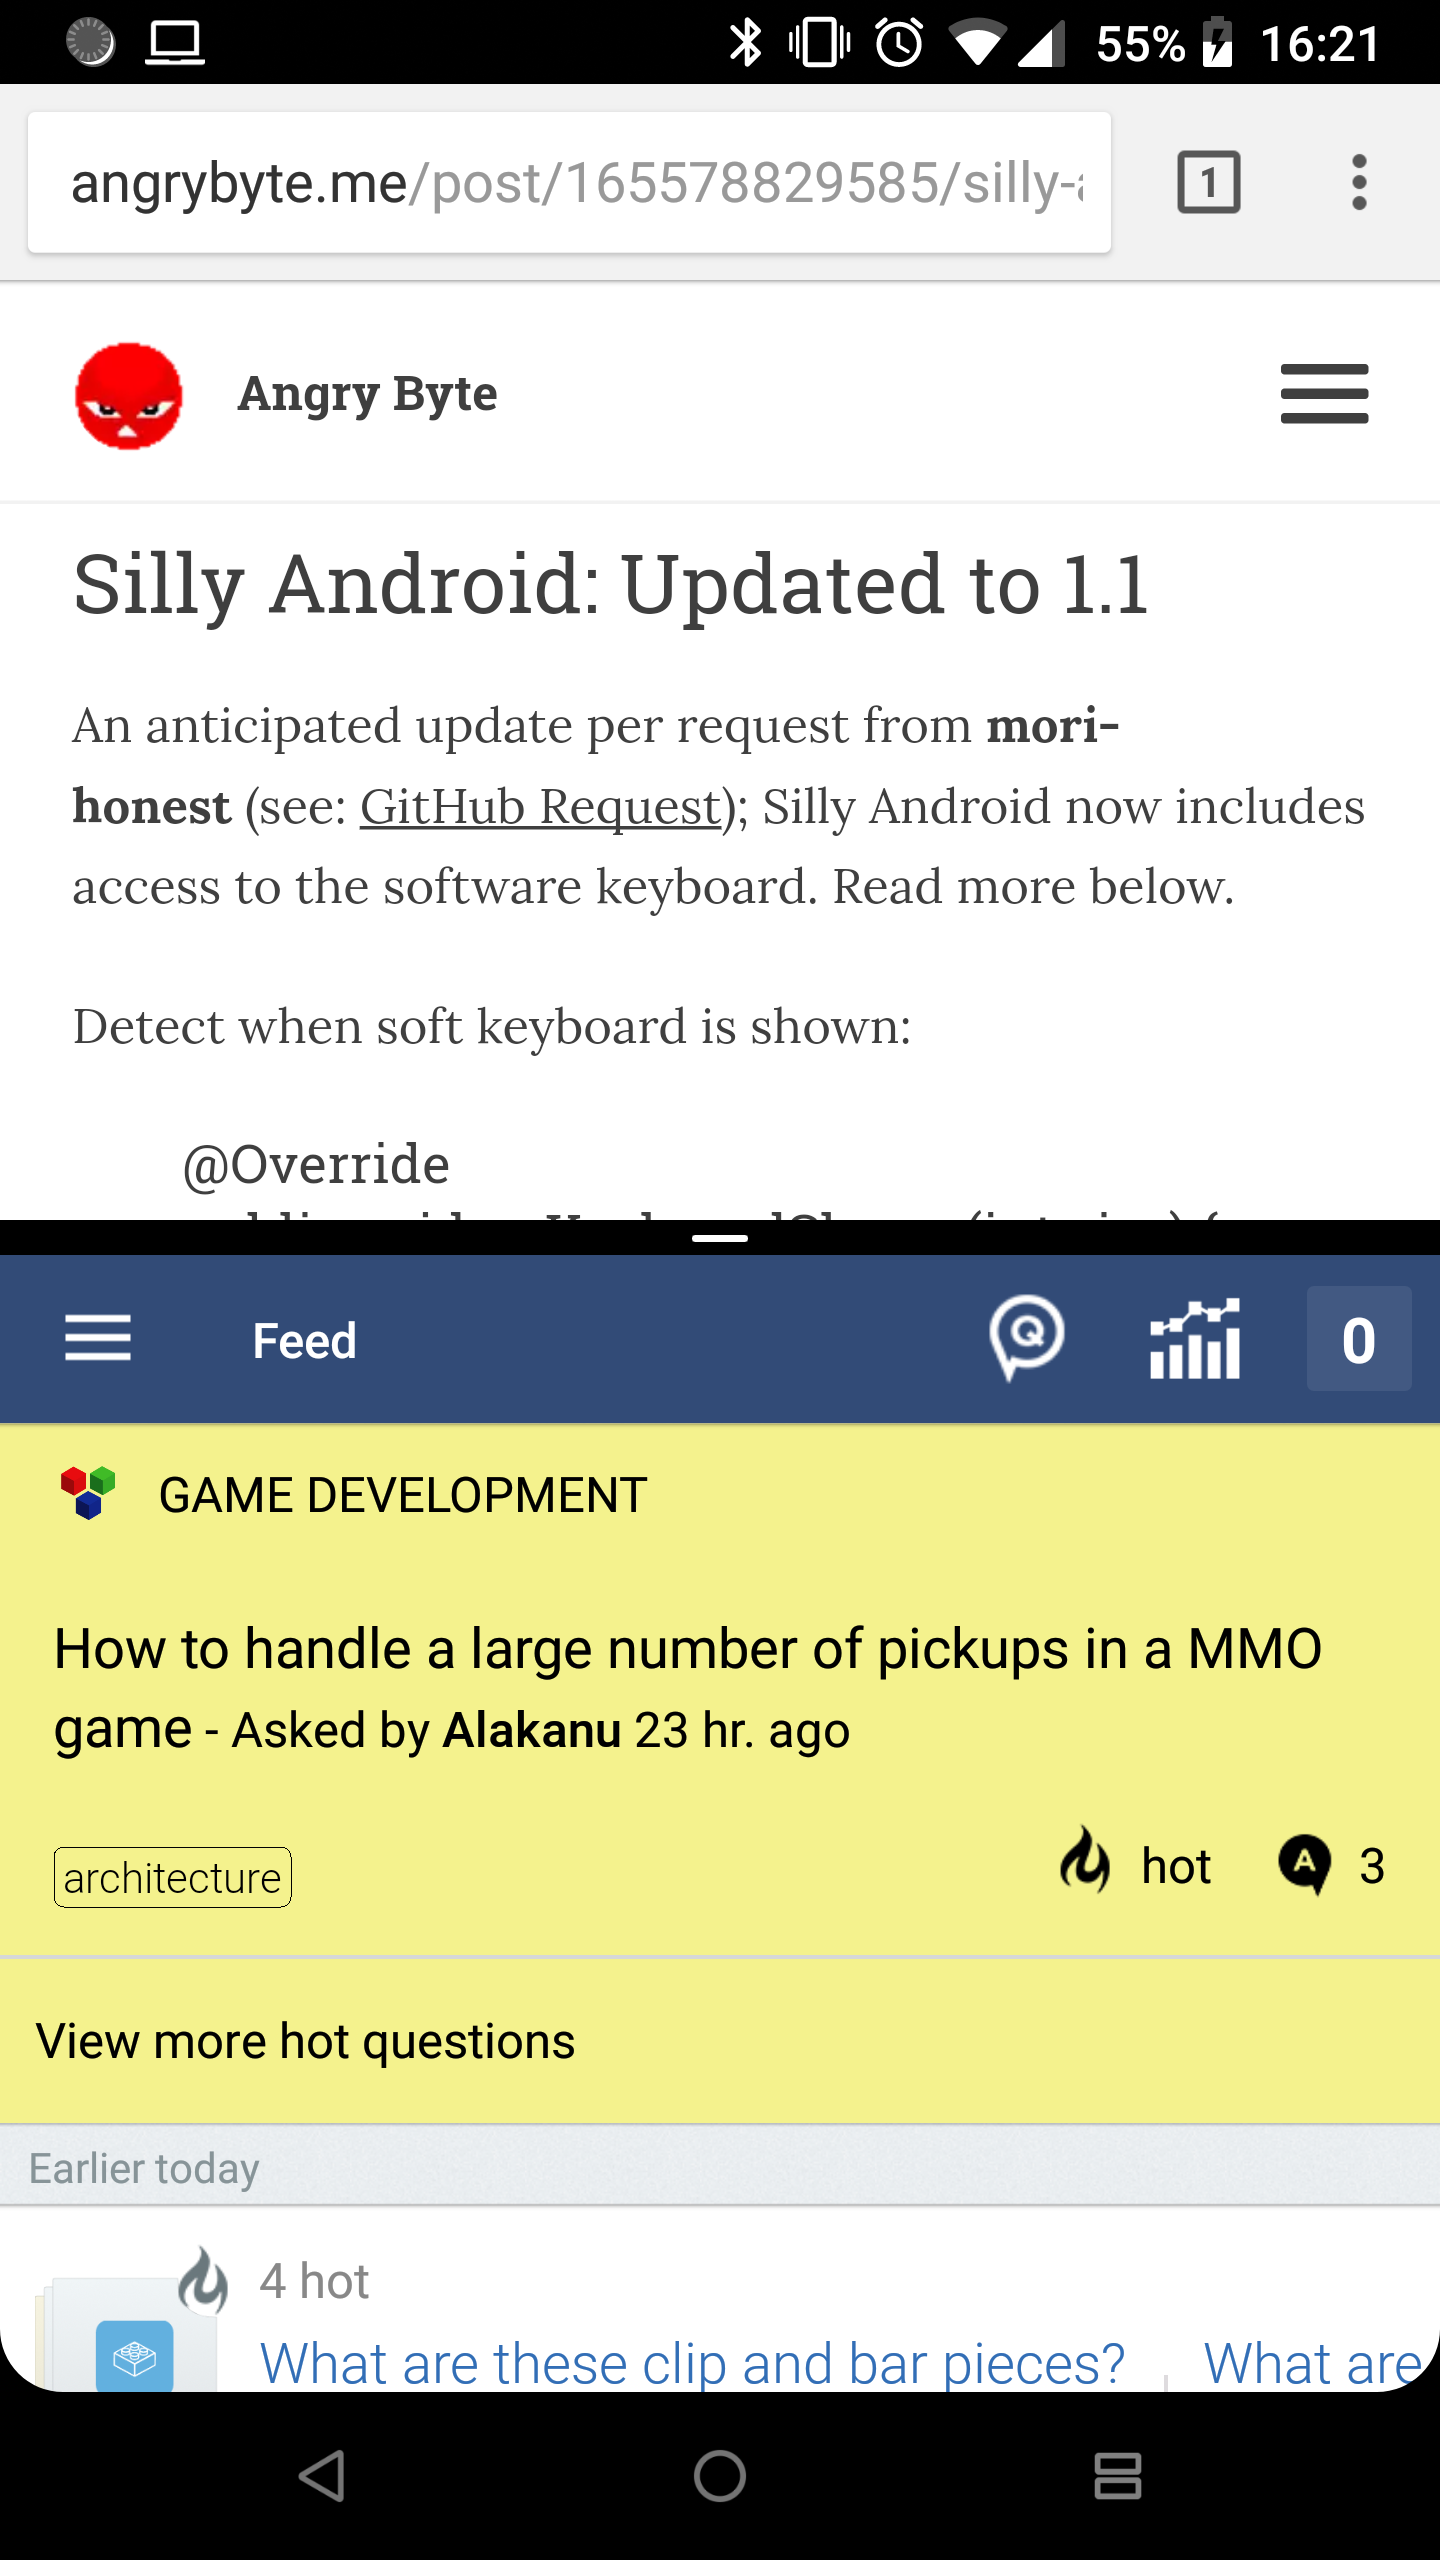 55% 16:21
angrybyte.me/post/165578829585/silly-
1
Angry Byte
Silly Android: Updated to 1.1
An anticipated update per request from mori-
honest (see: GitHub Request); Silly Android now includes
access to the software keyboard. Read more below.
Detect when soft keyboard is shown:
@Override
Feed
Q
0
GAME DEVELOPMENT
How to handle a large number of pickups in a MMO
game - Asked by Alakanu 23 hr. ago
architecture
hot
A
3
View more hot questions
Earlier today
4 hot
What are these clip and bar pieces?
What are